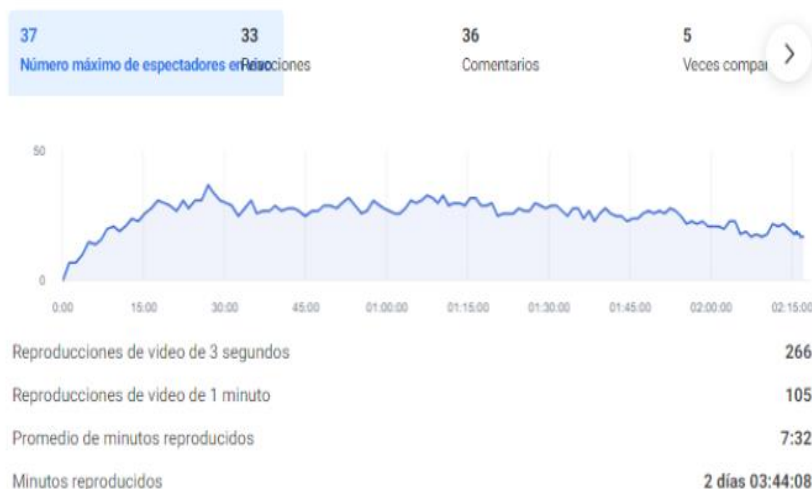 37 33 36 5
Número máximo de espectadores en vivo Reacciones Comentarios Veces compar
50
0
0:00 15:00 30:00 45:00 01:00:00 01:15:00 01:30:00 01:45:00 02:00:00 02:15:00
Reproducciones de video de 3 segundos 266
Reproducciones de video de 1 minuto 105
Promedio de minutos reproducidos 7:32
Minutos reproducidos 2 días 03:44:08